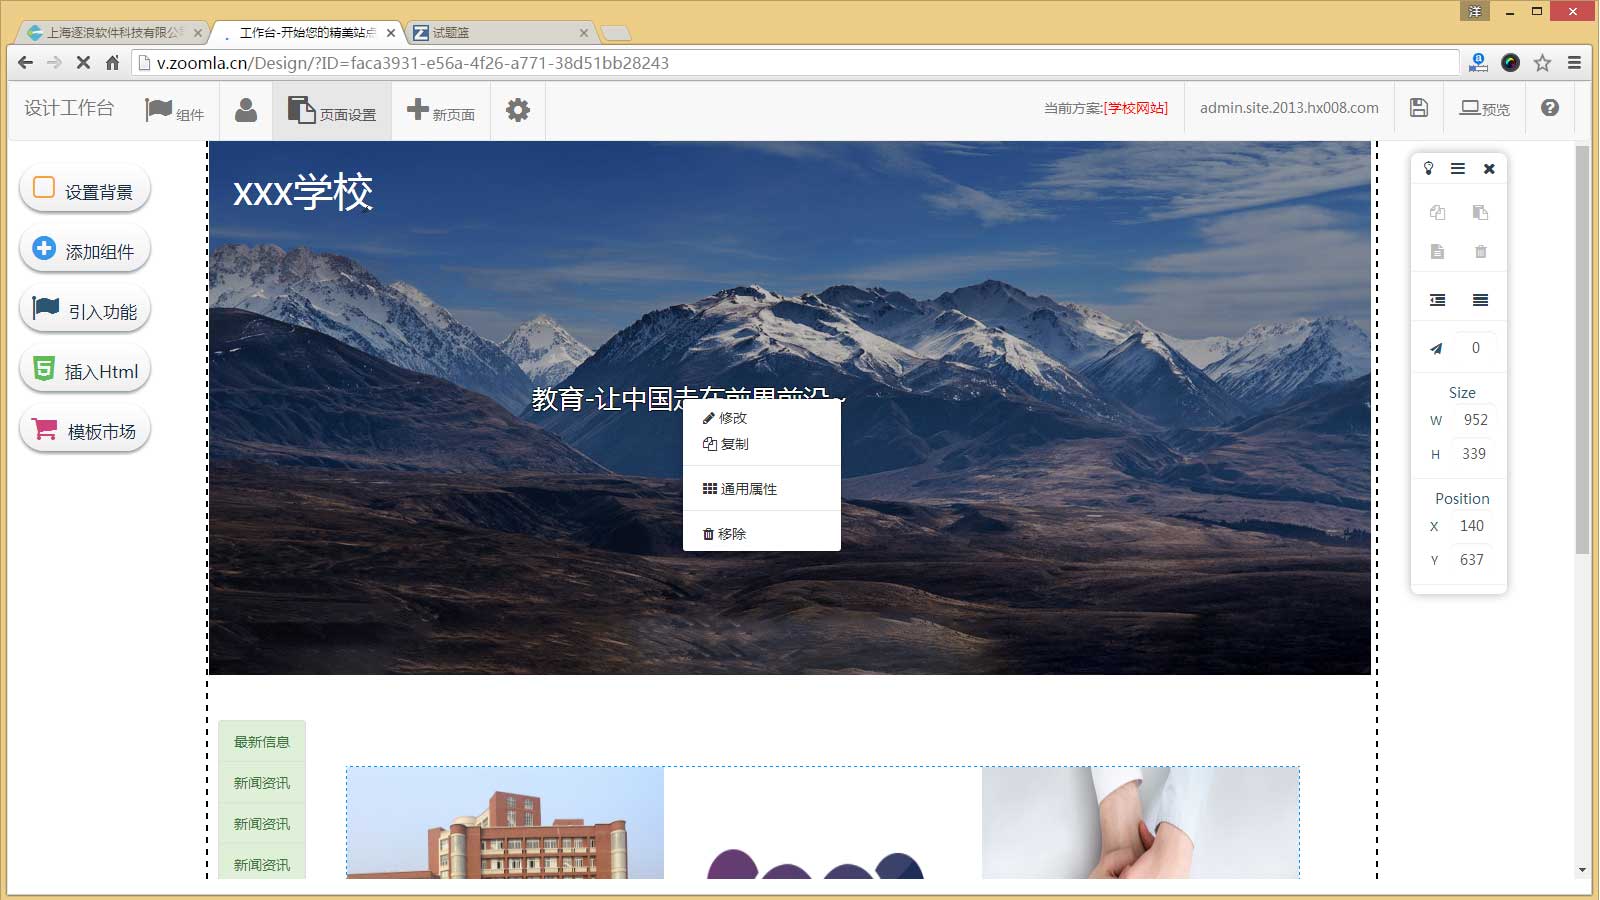 洋
上海逐浪软件科技有限公司
工作台-开始您的精美站点
试题篮
v.zoomla.cn/Design/?ID=faca3931-e56a-4f26-a771-38d51bb28243
设计工作台
组件
页面设置
新页面
当前方案:[学校网站]
admin.site.2013.hx008.com
预览
设置背景
添加组件
引入功能
插入Html
模板市场
xxx学校
教育-让中国走在前里前沿~
修改
复制
通用属性
移除
0
Size
W 952
H 339
Position
X 140
Y 637
最新信息
新闻资讯
新闻资讯
新闻资讯